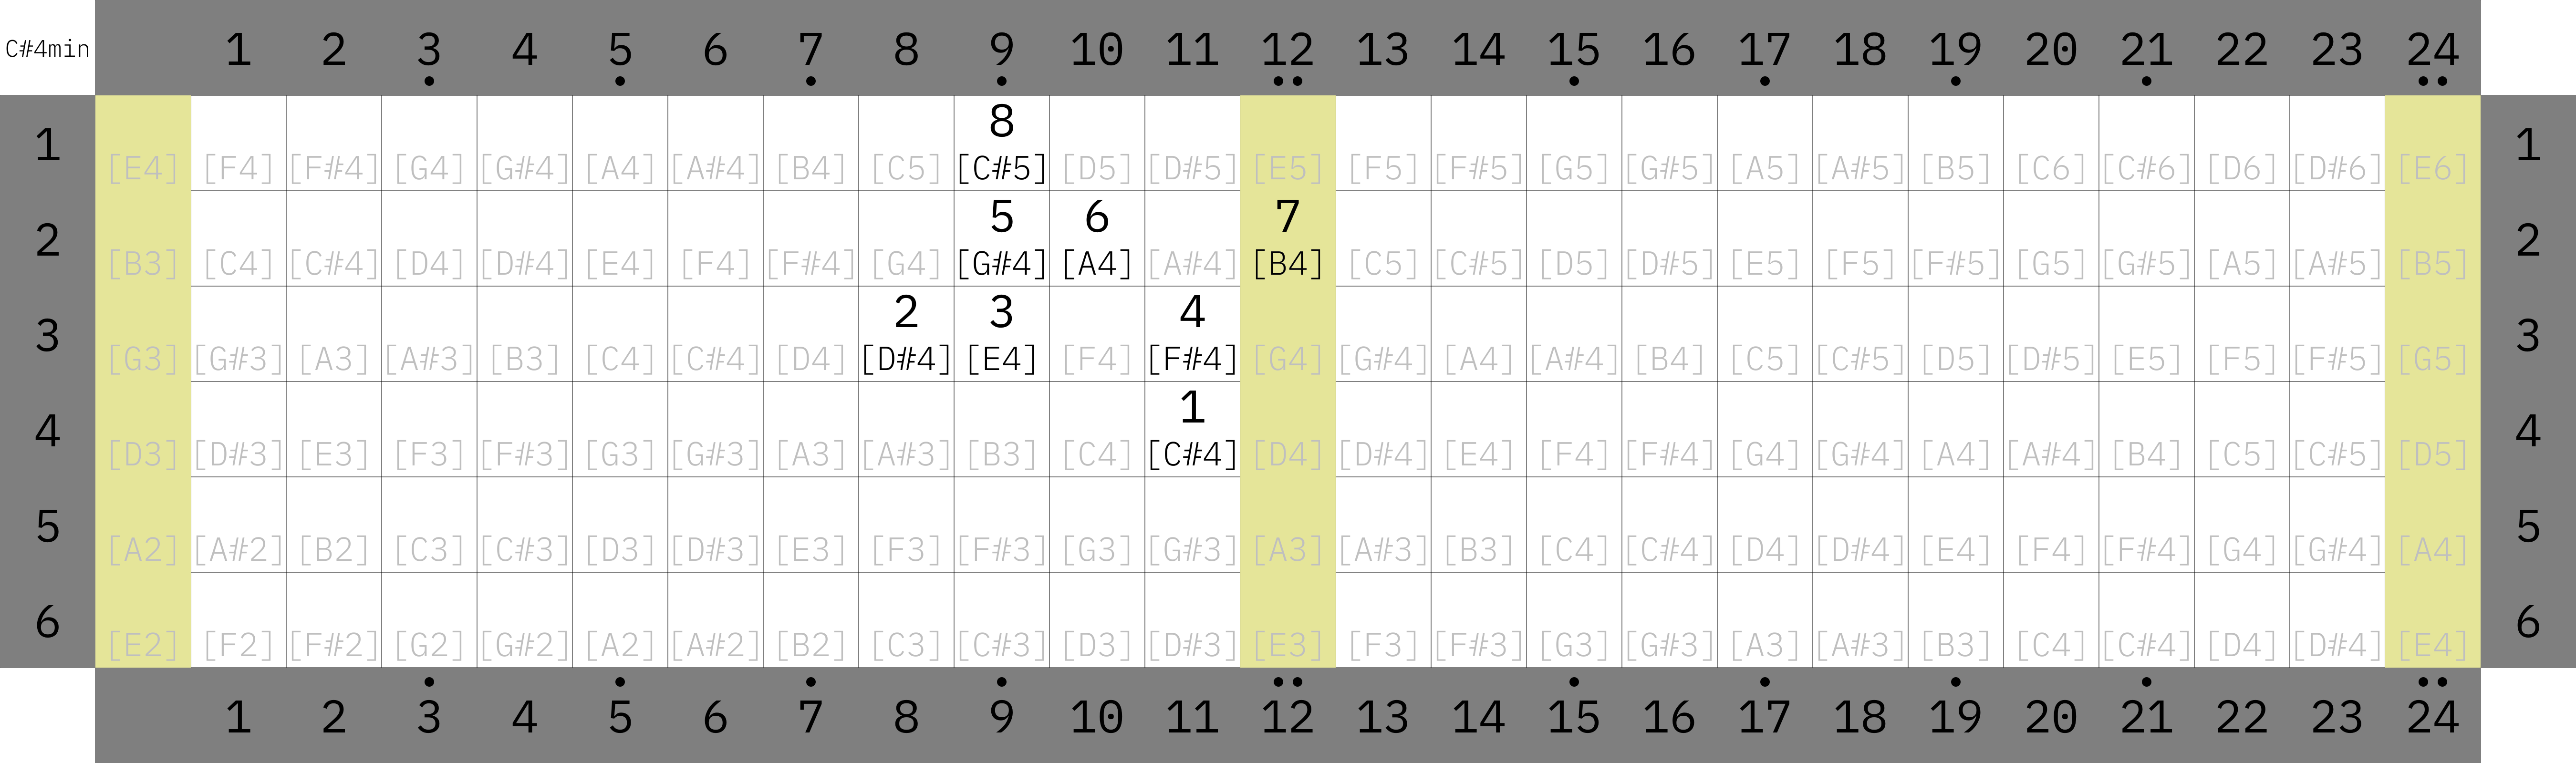 C#4min 1 2 3 4 5 6 7 8 9 10 11 12 13 14 15 16 17 18 19 20 21 22 23 24
8
1 [E4] [F4] [F#4] [G4] [G#4] [A4] [A#4] [B4] [C5] [C#5] [D5] [D#5] [E5] [F5] [F#5] [G5] [G#5] [A5] [A#5] [B5] [C6] [C#6] [D6] [D#6] [E6] 1
5 6 7
2 [B3] [C4] [C#4] [D4] [D#4] [E4] [F4] [F#4] [G4] [G#4] [A4] [A#4] [B4] [C5] [C#5] [D5] [D#5] [E5] [F5] [F#5] [G5] [G#5] [A5] [A#5] [B5] 2
2 3 4
3 [G3] [G#3] [A3] [A#3] [B3] [C4] [C#4] [D4] [D#4] [E4] [F4] [F#4] [G4] [G#4] [A4] [A#4] [B4] [C5] [C#5] [D5] [D#5] [E5] [F5] [F#5] [G5] 3
1
4 [D3] [D#3] [E3] [F3] [F#3] [G3] [G#3] [A3] [A#3] [B3] [C4] [C#4] [D4] [D#4] [E4] [F4] [F#4] [G4] [G#4] [A4] [A#4] [B4] [C5] [C#5] [D5] 4
5 [A2] [A#2] [B2] [C3] [C#3] [D3] [D#3] [E3] [F3] [F#3] [G3] [G#3] [A3] [A#3] [B3] [C4] [C#4] [D4] [D#4] [E4] [F4] [F#4] [G4] [G#4] [A4] 5
6 [E2] [F2] [F#2] [G2] [G#2] [A2] [A#2] [B2] [C3] [C#3] [D3] [D#3] [E3] [F3] [F#3] [G3] [G#3] [A3] [A#3] [B3] [C4] [C#4] [D4] [D#4] [E4] 6
1 2 3 4 5 6 7 8 9 10 11 12 13 14 15 16 17 18 19 20 21 22 23 24